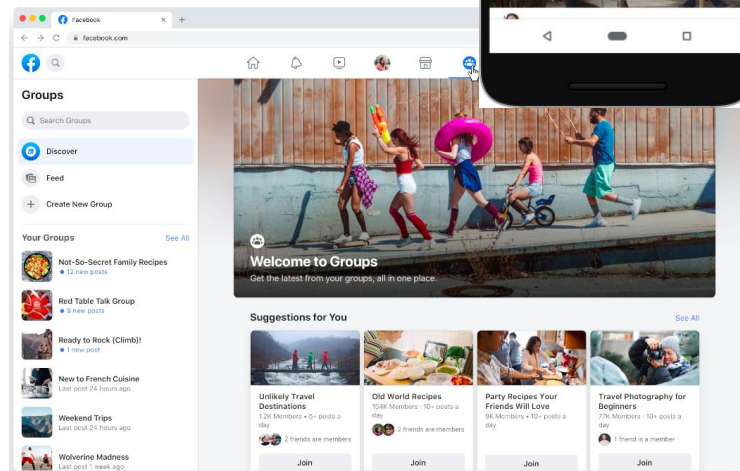 Facebook
facebook.com
Groups
Search Groups
Discover
Feed
Create New Group
Your Groups
See All
Not-So-Secret Family Recipes
12 new posts
Red Table Talk Group
8 new posts
Ready to Rock (Climb)!
1 new post
New to French Cuisine
Last post 24 hours ago
Weekend Trips
Last post 24 hours ago
Wolverine Madness
Last post 1 week ago
Welcome to Groups
Get the latest from your groups, all in one place.
Suggestions for You
See All
Unlikely Travel
Destinations
1.2K Members • 5+ posts a
day
2 friends are members
Join
Old World Recipes
154K Members · 10+ posts a
day
2 friends are members
Join
Party Recipes Your
Friends Will Love
9K Members • 10+ posts a
day
Join
Travel Photography for
Beginners
77K Members · 10+ posts a
day
1 friend is a member
Join